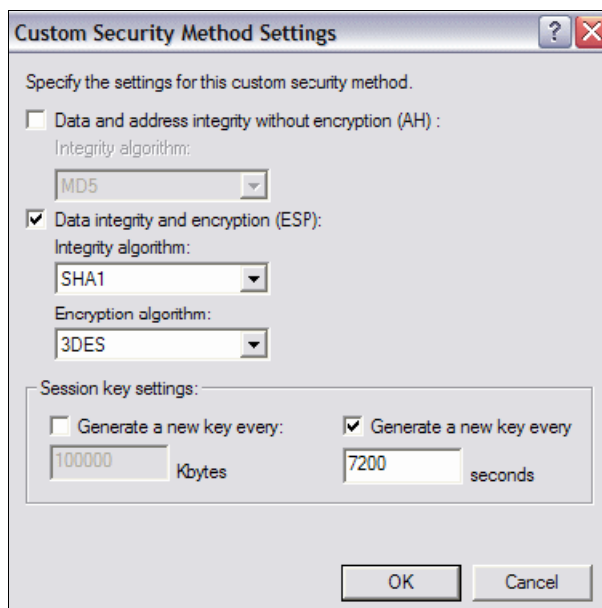 Custom Security Method Settings
Specify the settings for this custom security method.
Data and address integrity without encryption (AH) :
Integrity algorithm:
MD5
Data integrity and encryption (ESP):
Integrity algorithm:
SHA1
Encryption algorithm:
3DES
Session key settings:
Generate a new key every: Generate a new key every
100000 Kbytes 7200 seconds
OK Cancel